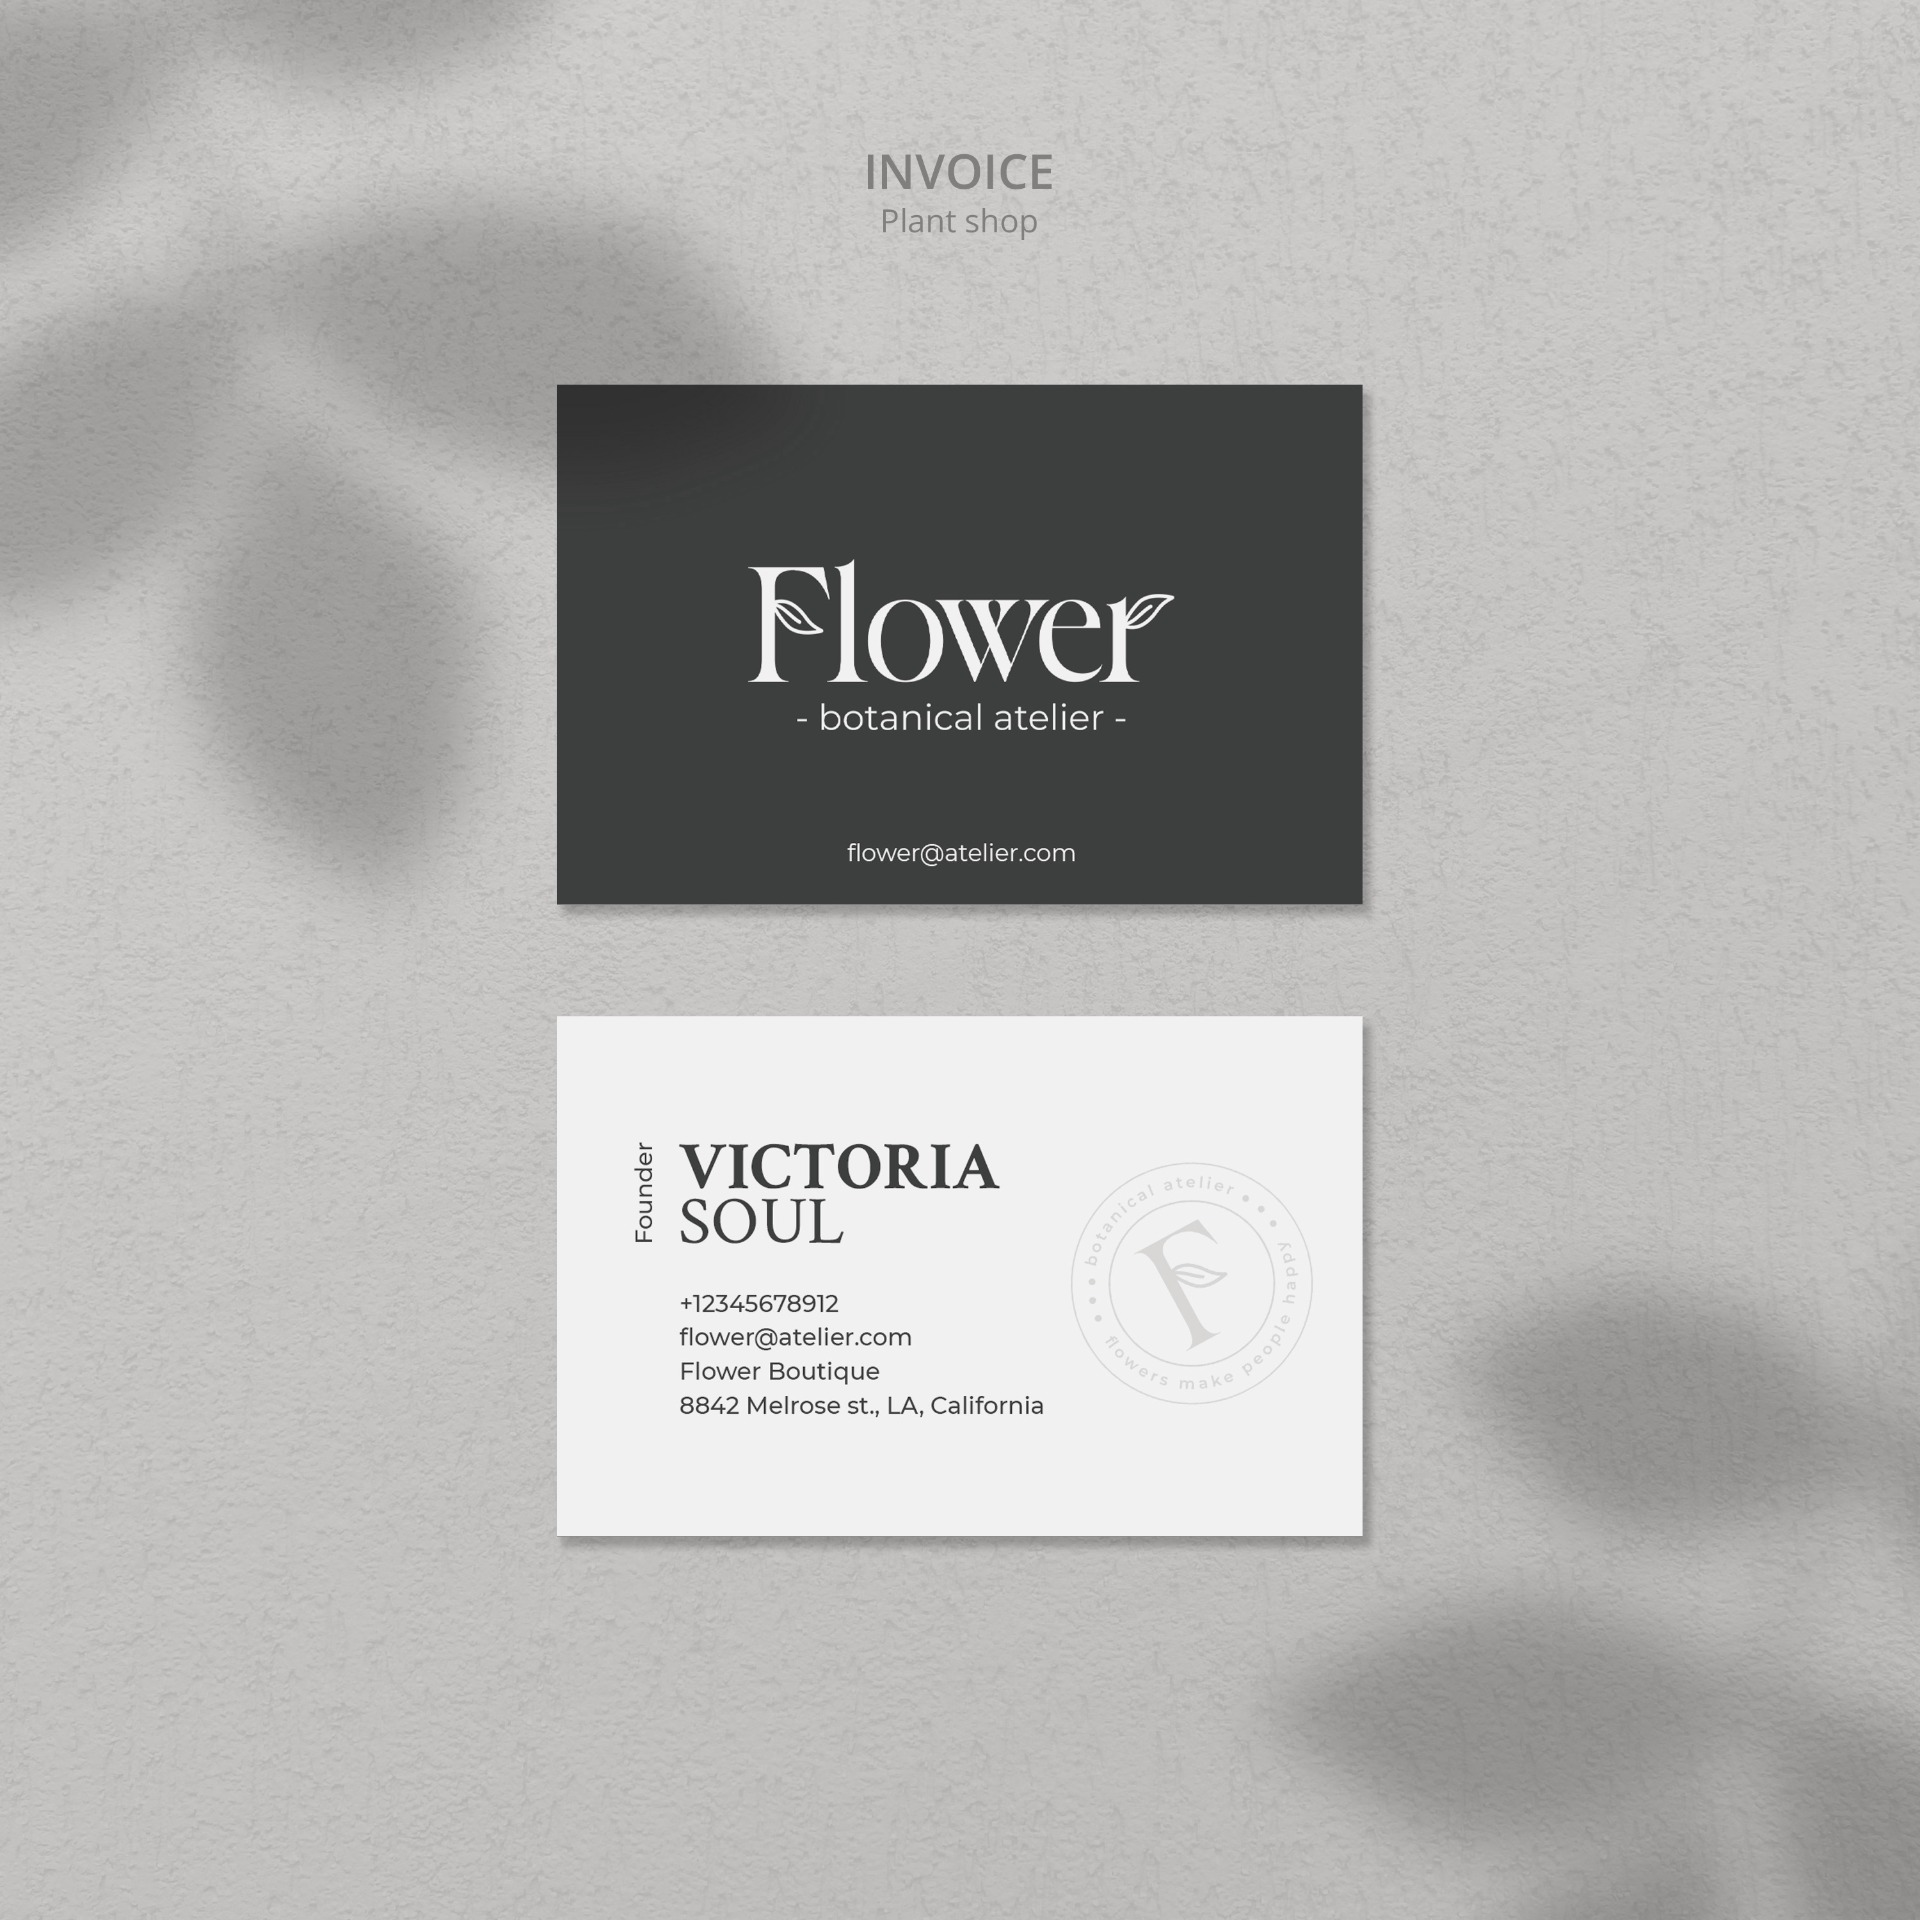 INVOICE
Plant shop
Flower
- botanical atelier -
flower@atelier.com
Founder
VICTORIA
SOUL
+12345678912
flower@atelier.com
Flower Boutique
8842 Melrose st., LA, California
botanical atelier •••
flowers make people happy •••
F